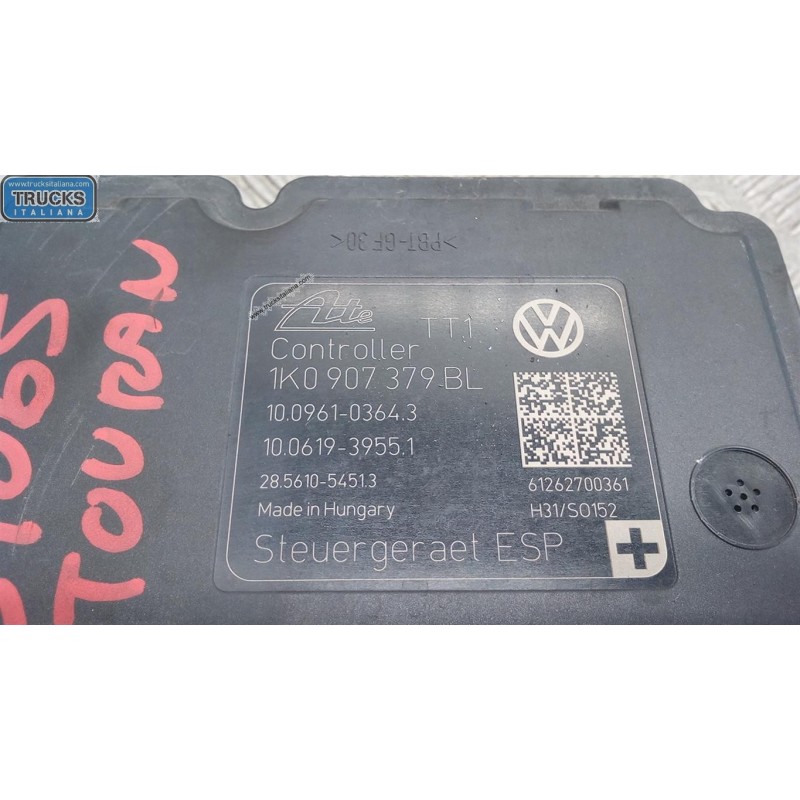 www.trucksitaliana.com
TRUCKS
ITALIANA
>PBT-GF30<
TOURAN
Ate
TT1
Controller
1K0 907 379 BL
10.0961-0364.3
10.0619-3955.1
28.5610-5451.3
61262700361
Made in Hungary
H31/SO152
Steuergeraet ESP